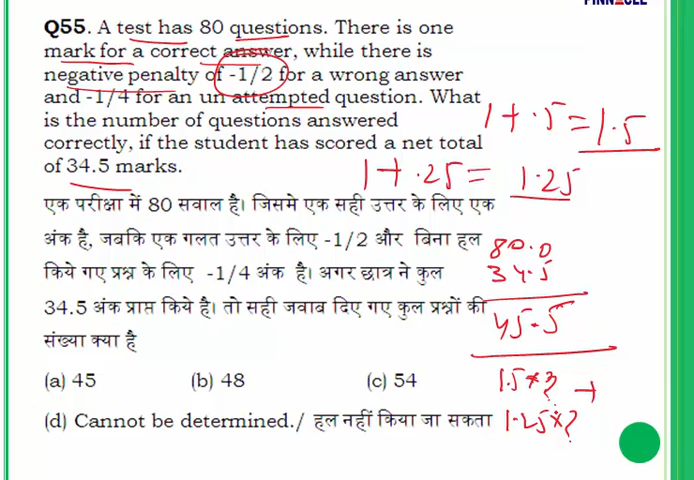 PINNACLE
Q55. A test has 80 questions. There is one
mark for a correct answer, while there is
negative penalty of -1/2 for a wrong answer
and -1/4 for an un attempted question. What
is the number of questions answered
correctly, if the student has scored a net total
of 34.5 marks.
1+.5=1.5
1+.25= 1.25
एक परीक्षा में 80 सवाल है। जिसमे एक सही उत्तर के लिए एक
अंक है, जबकि एक गलत उत्तर के लिए -1/2 और बिना हल
किये गए प्रश्न के लिए -1/4 अंक है। अगर छात्र ने कुल
34.5 अंक प्राप्त किये है। तो सही जवाब दिए गए कुल प्रश्नों की
संख्या क्या है
80.0
34.5
45.5
1.5*? +
1.25*?
(a) 45 (b) 48 (c) 54
(d) Cannot be determined./ हल नहीं किया जा सकता